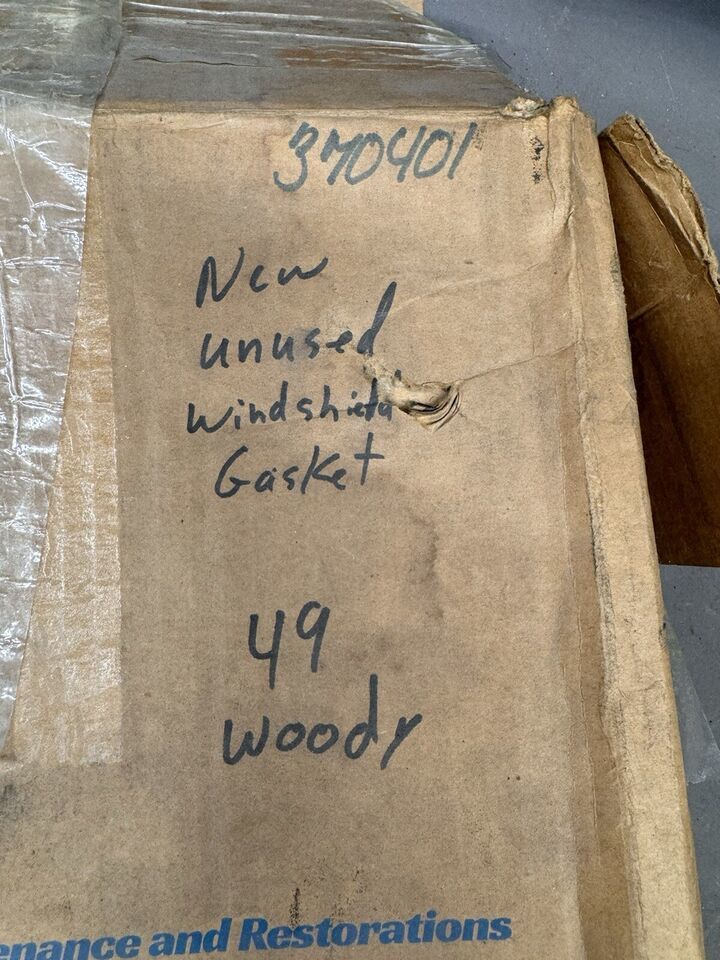 370401
New
unused
windshield
Gasket
49
woody
enance and Restorations